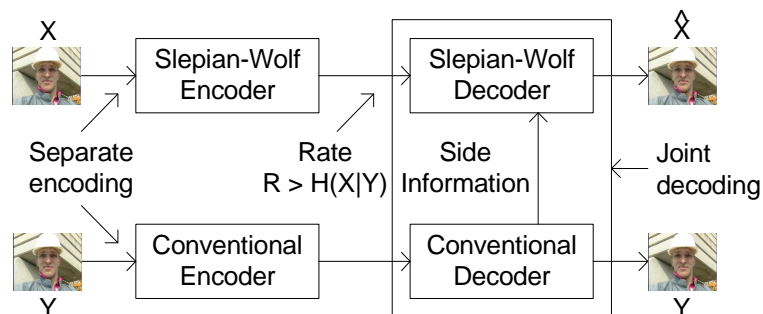 X
Slepian-Wolf
Encoder
Slepian-Wolf
Decoder
X̂
Separate
encoding
Rate
R > H(X|Y)
Side
Information
Joint
decoding
Conventional
Encoder
Conventional
Decoder
Y
Y